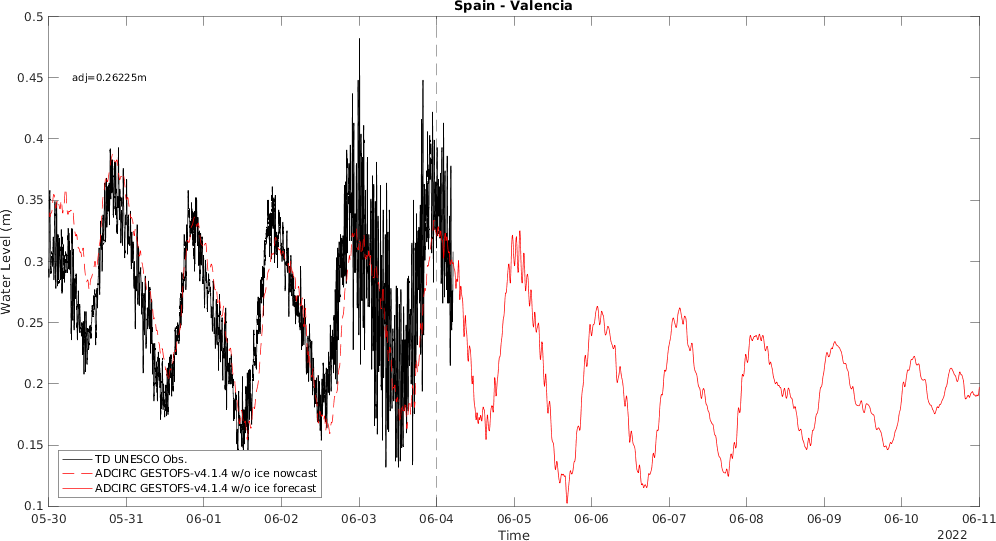 Spain - Valencia
0.5
0.45
0.4
0.35
0.3
0.25
0.2
0.15
0.1
Water Level (m)
adj=0.26225m
TD UNESCO Obs.
ADCIRC GESTOFS-v4.1.4 w/o ice nowcast
ADCIRC GESTOFS-v4.1.4 w/o ice forecast
05-30 05-31 06-01 06-02 06-03 06-04 06-05 06-06 06-07 06-08 06-09 06-10 06-11
Time
2022